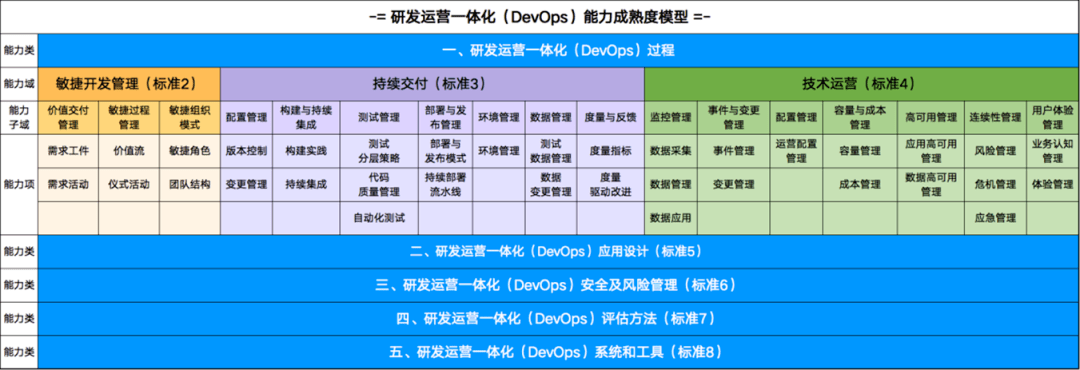 -= 研发运营一体化（DevOps）能力成熟度模型 =-
能力类 一、研发运营一体化（DevOps）过程
能力域 敏捷开发管理（标准2） 持续交付（标准3） 技术运营（标准4）
能力子域 价值交付管理 敏捷过程管理 敏捷组织模式 配置管理 构建与持续集成 测试管理 部署与发布管理 环境管理 数据管理 度量与反馈 监控管理 事件与变更管理 配置管理 容量与成本管理 高可用管理 连续性管理 用户体验管理
能力项 需求工件 价值流 敏捷角色 版本控制 构建实践 测试分层策略 部署与发布模式 环境管理 测试数据管理 度量指标 数据采集 事件管理 运营配置管理 容量管理 应用高可用管理 风险管理 业务认知管理
需求活动 仪式活动 团队结构 变更管理 持续集成 代码质量管理 持续部署流水线 数据变更管理 度量驱动改进 数据管理 变更管理 成本管理 数据高可用管理 危机管理 体验管理
自动化测试 数据应用 应急管理
能力类 二、研发运营一体化（DevOps）应用设计（标准5）
能力类 三、研发运营一体化（DevOps）安全及风险管理（标准6）
能力类 四、研发运营一体化（DevOps）评估方法（标准7）
能力类 五、研发运营一体化（DevOps）系统和工具（标准8）